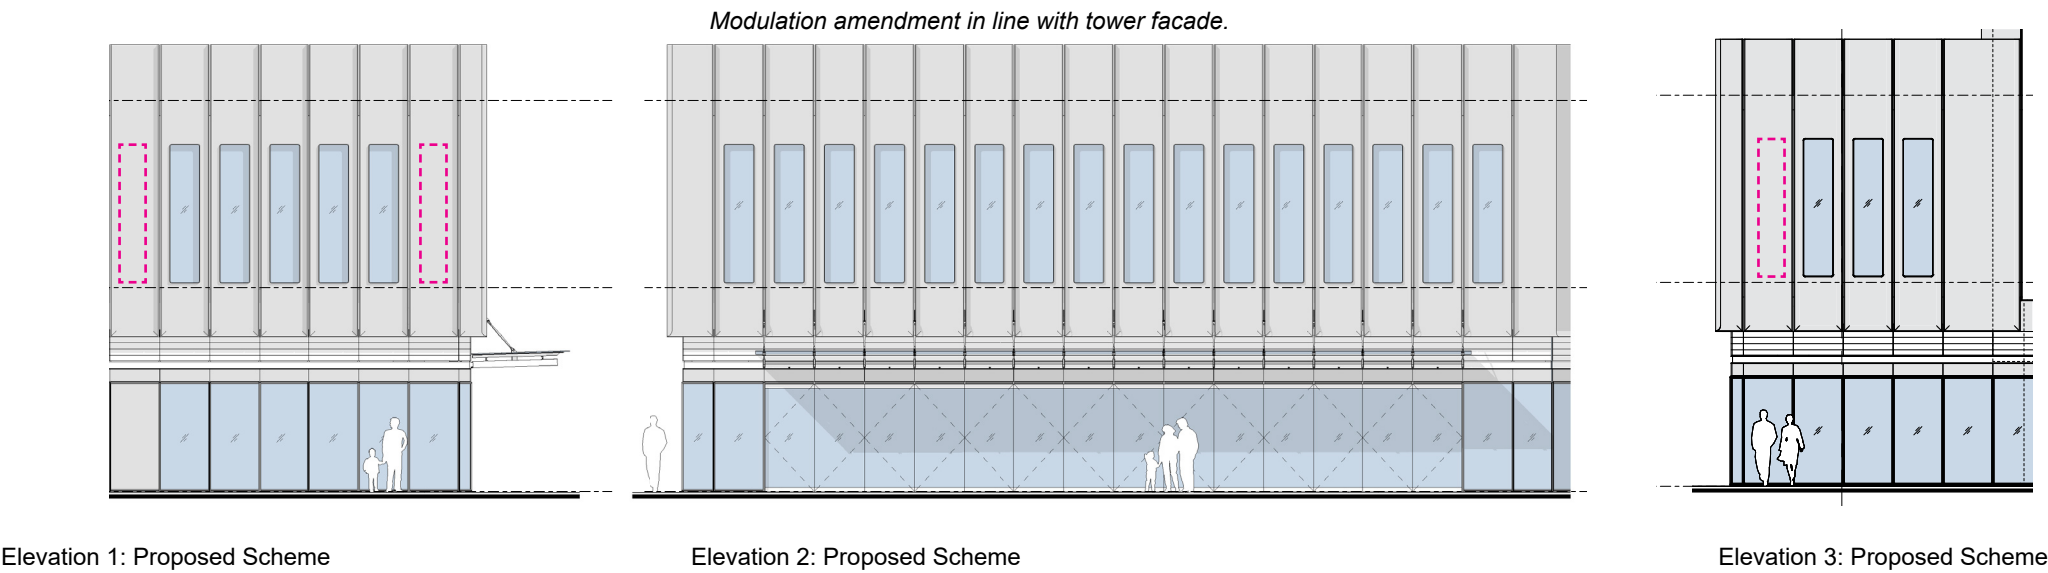 Modulation amendment in line with tower facade.
Elevation 1: Proposed Scheme
Elevation 2: Proposed Scheme
Elevation 3: Proposed Scheme